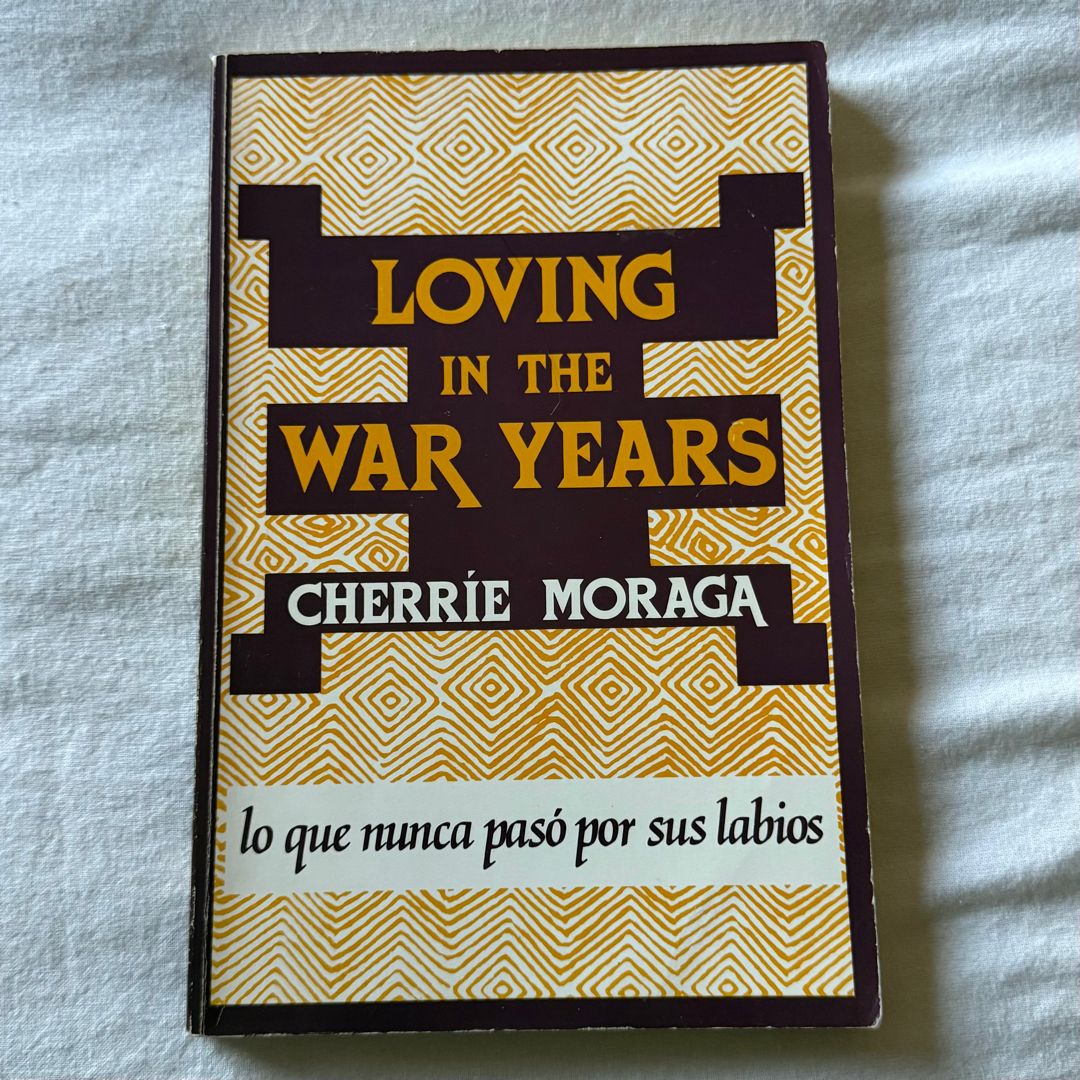 LOVING
IN THE
WAR YEARS
CHERRÍE MORAGA
lo que nunca pasó por sus labios